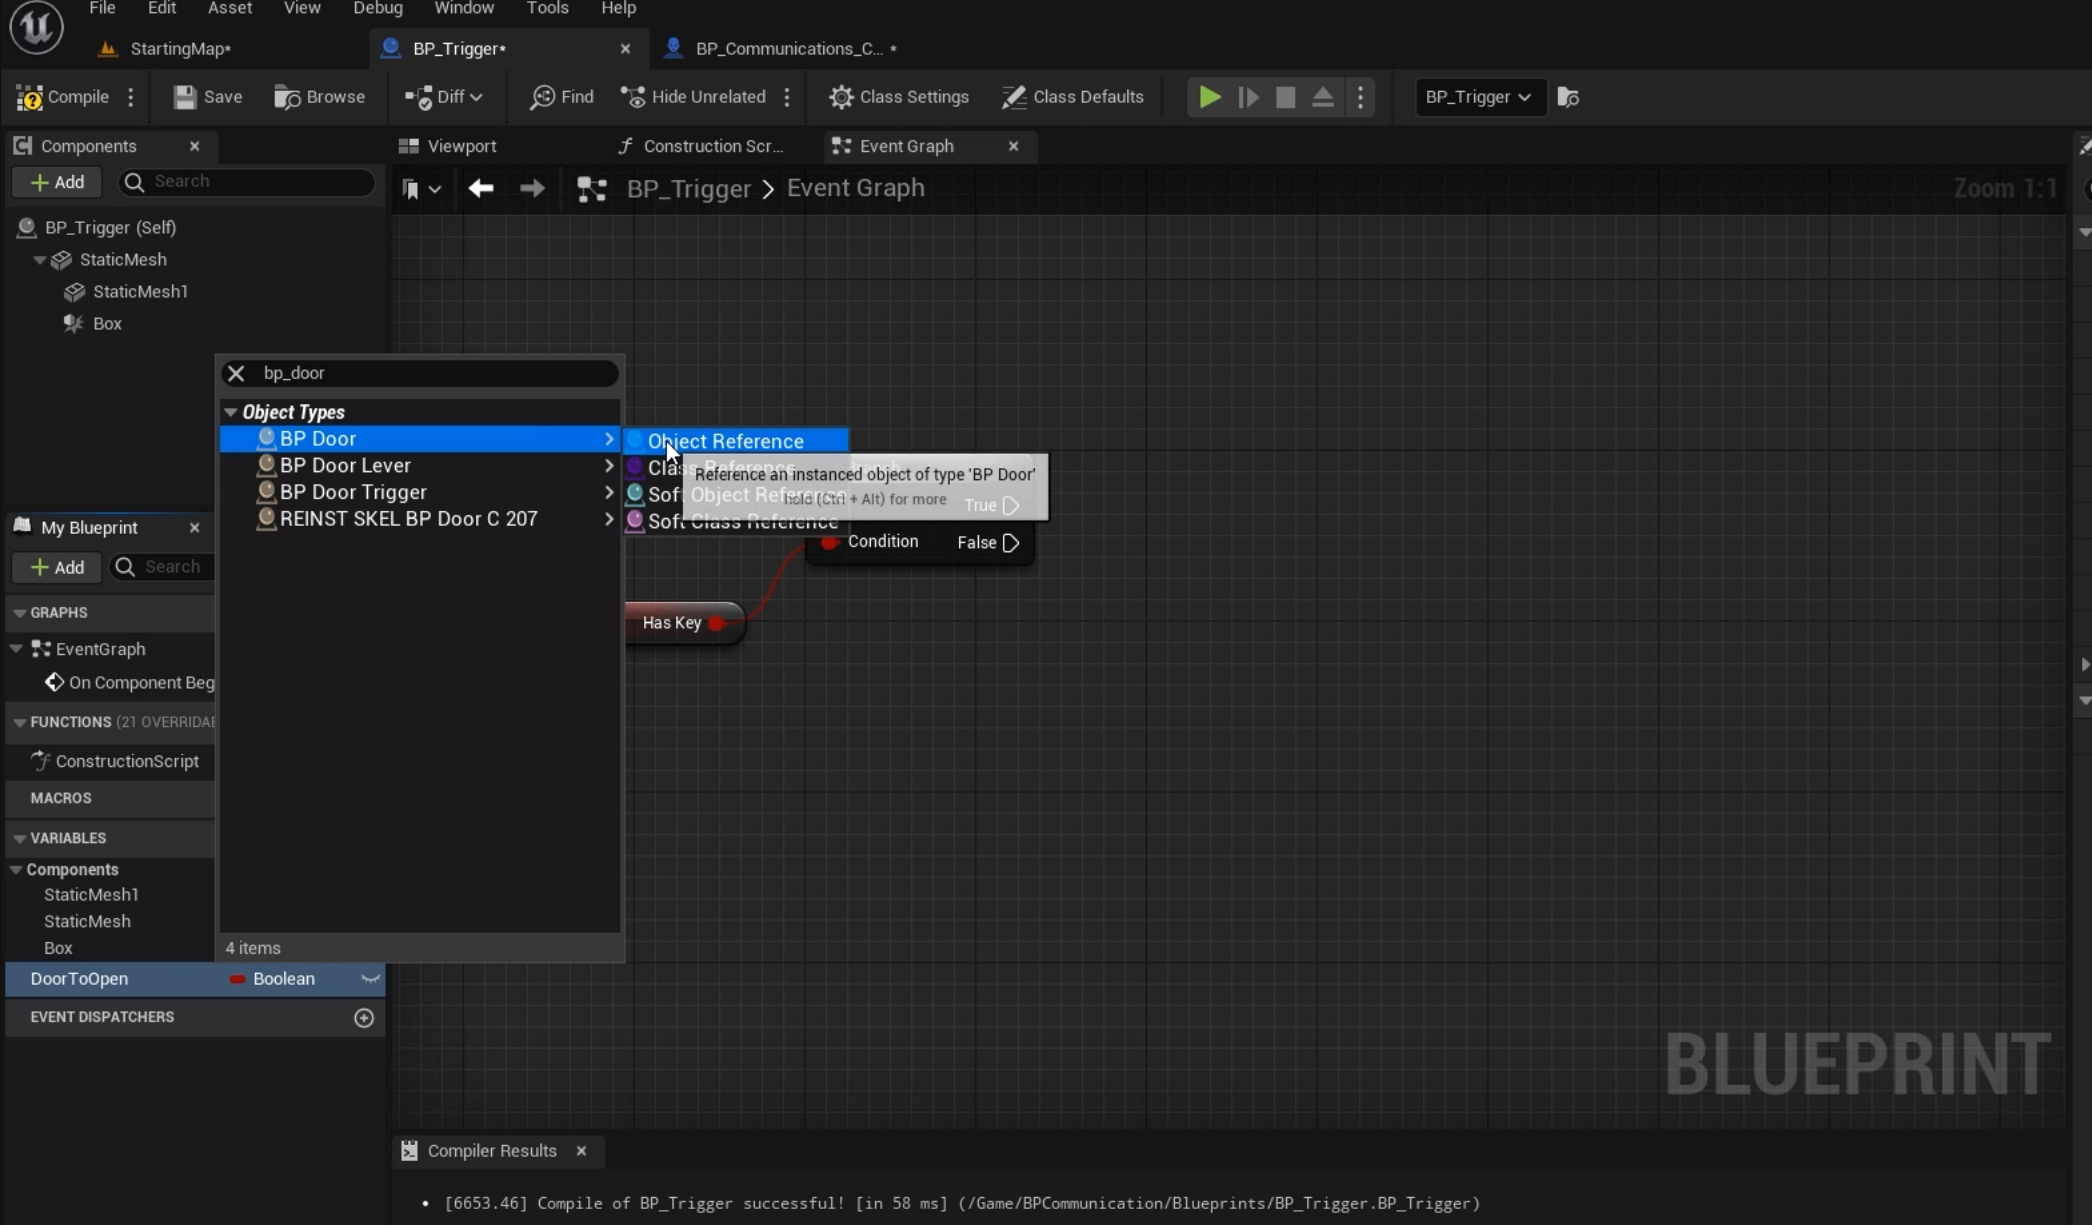 File Edit Asset View Debug Window Tools Help
StartingMap* BP_Trigger* BP_Communications_C... *
Compile Save Browse Diff Find Hide Unrelated Class Settings Class Defaults BP_Trigger
Components Viewport Construction Scr... Event Graph
Add Search BP_Trigger > Event Graph Zoom 1:1
BP_Trigger (Self)
StaticMesh
StaticMesh1
Box
bp_door
Object Types
BP Door
BP Door Lever
BP Door Trigger
REINST SKEL BP Door C 207
4 items
Object Reference
Class Reference
Soft Object Reference
Soft Class Reference
Reference an instanced object of type 'BP Door'
hold (Ctrl + Alt) for more
True
Condition False
Has Key
My Blueprint
Add Search
GRAPHS
EventGraph
On Component Beg
FUNCTIONS (21 OVERRIDAB
ConstructionScript
MACROS
VARIABLES
Components
StaticMesh1
StaticMesh
Box
DoorToOpen Boolean
EVENT DISPATCHERS
BLUEPRINT
Compiler Results
• [6653.46] Compile of BP_Trigger successful! [in 58 ms] (/Game/BPCommunication/Blueprints/BP_Trigger.BP_Trigger)